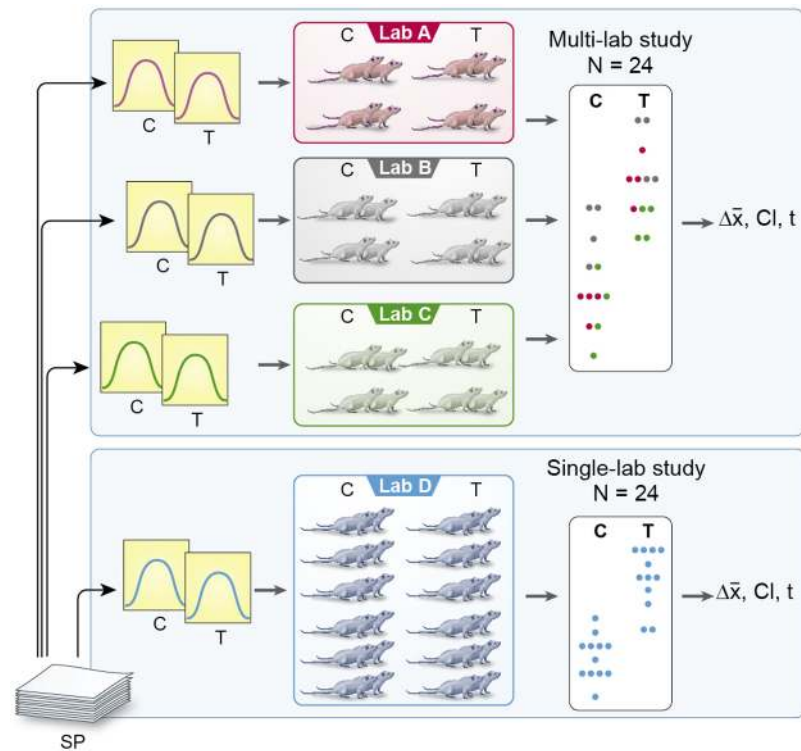 C Lab A T
Multi-lab study
N = 24
C T
C T
C Lab B T
Δx̄, CI, t
C T
C Lab C T
C T
C Lab D T
Single-lab study
N = 24
C T
C T
Δx̄, CI, t
SP